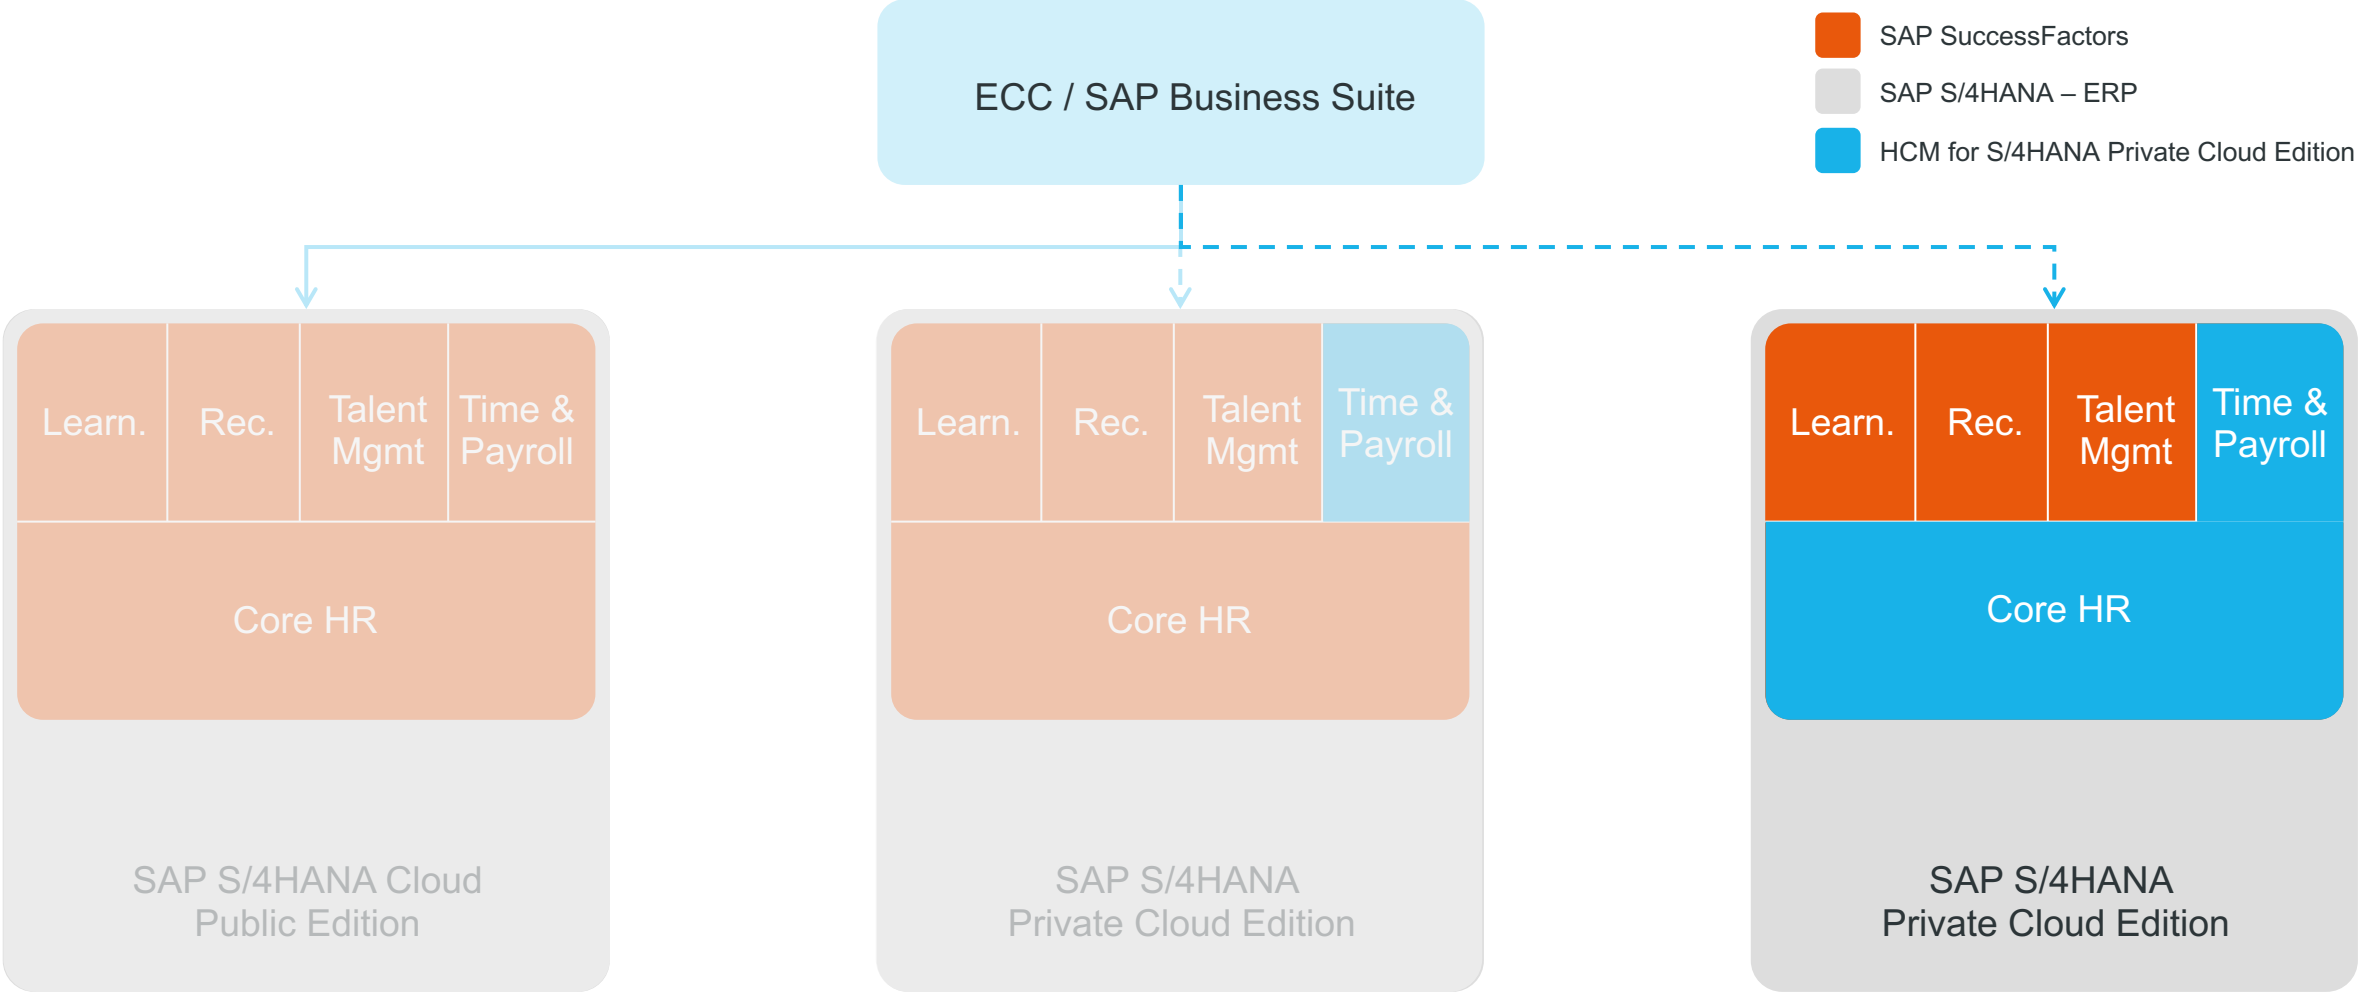 ECC / SAP Business Suite
SAP SuccessFactors
SAP S/4HANA – ERP
HCM for S/4HANA Private Cloud Edition
Learn.
Rec.
Talent
Mgmt
Time &
Payroll
Core HR
SAP S/4HANA Cloud
Public Edition
Learn.
Rec.
Talent
Mgmt
Time &
Payroll
Core HR
SAP S/4HANA
Private Cloud Edition
Learn.
Rec.
Talent
Mgmt
Time &
Payroll
Core HR
SAP S/4HANA
Private Cloud Edition